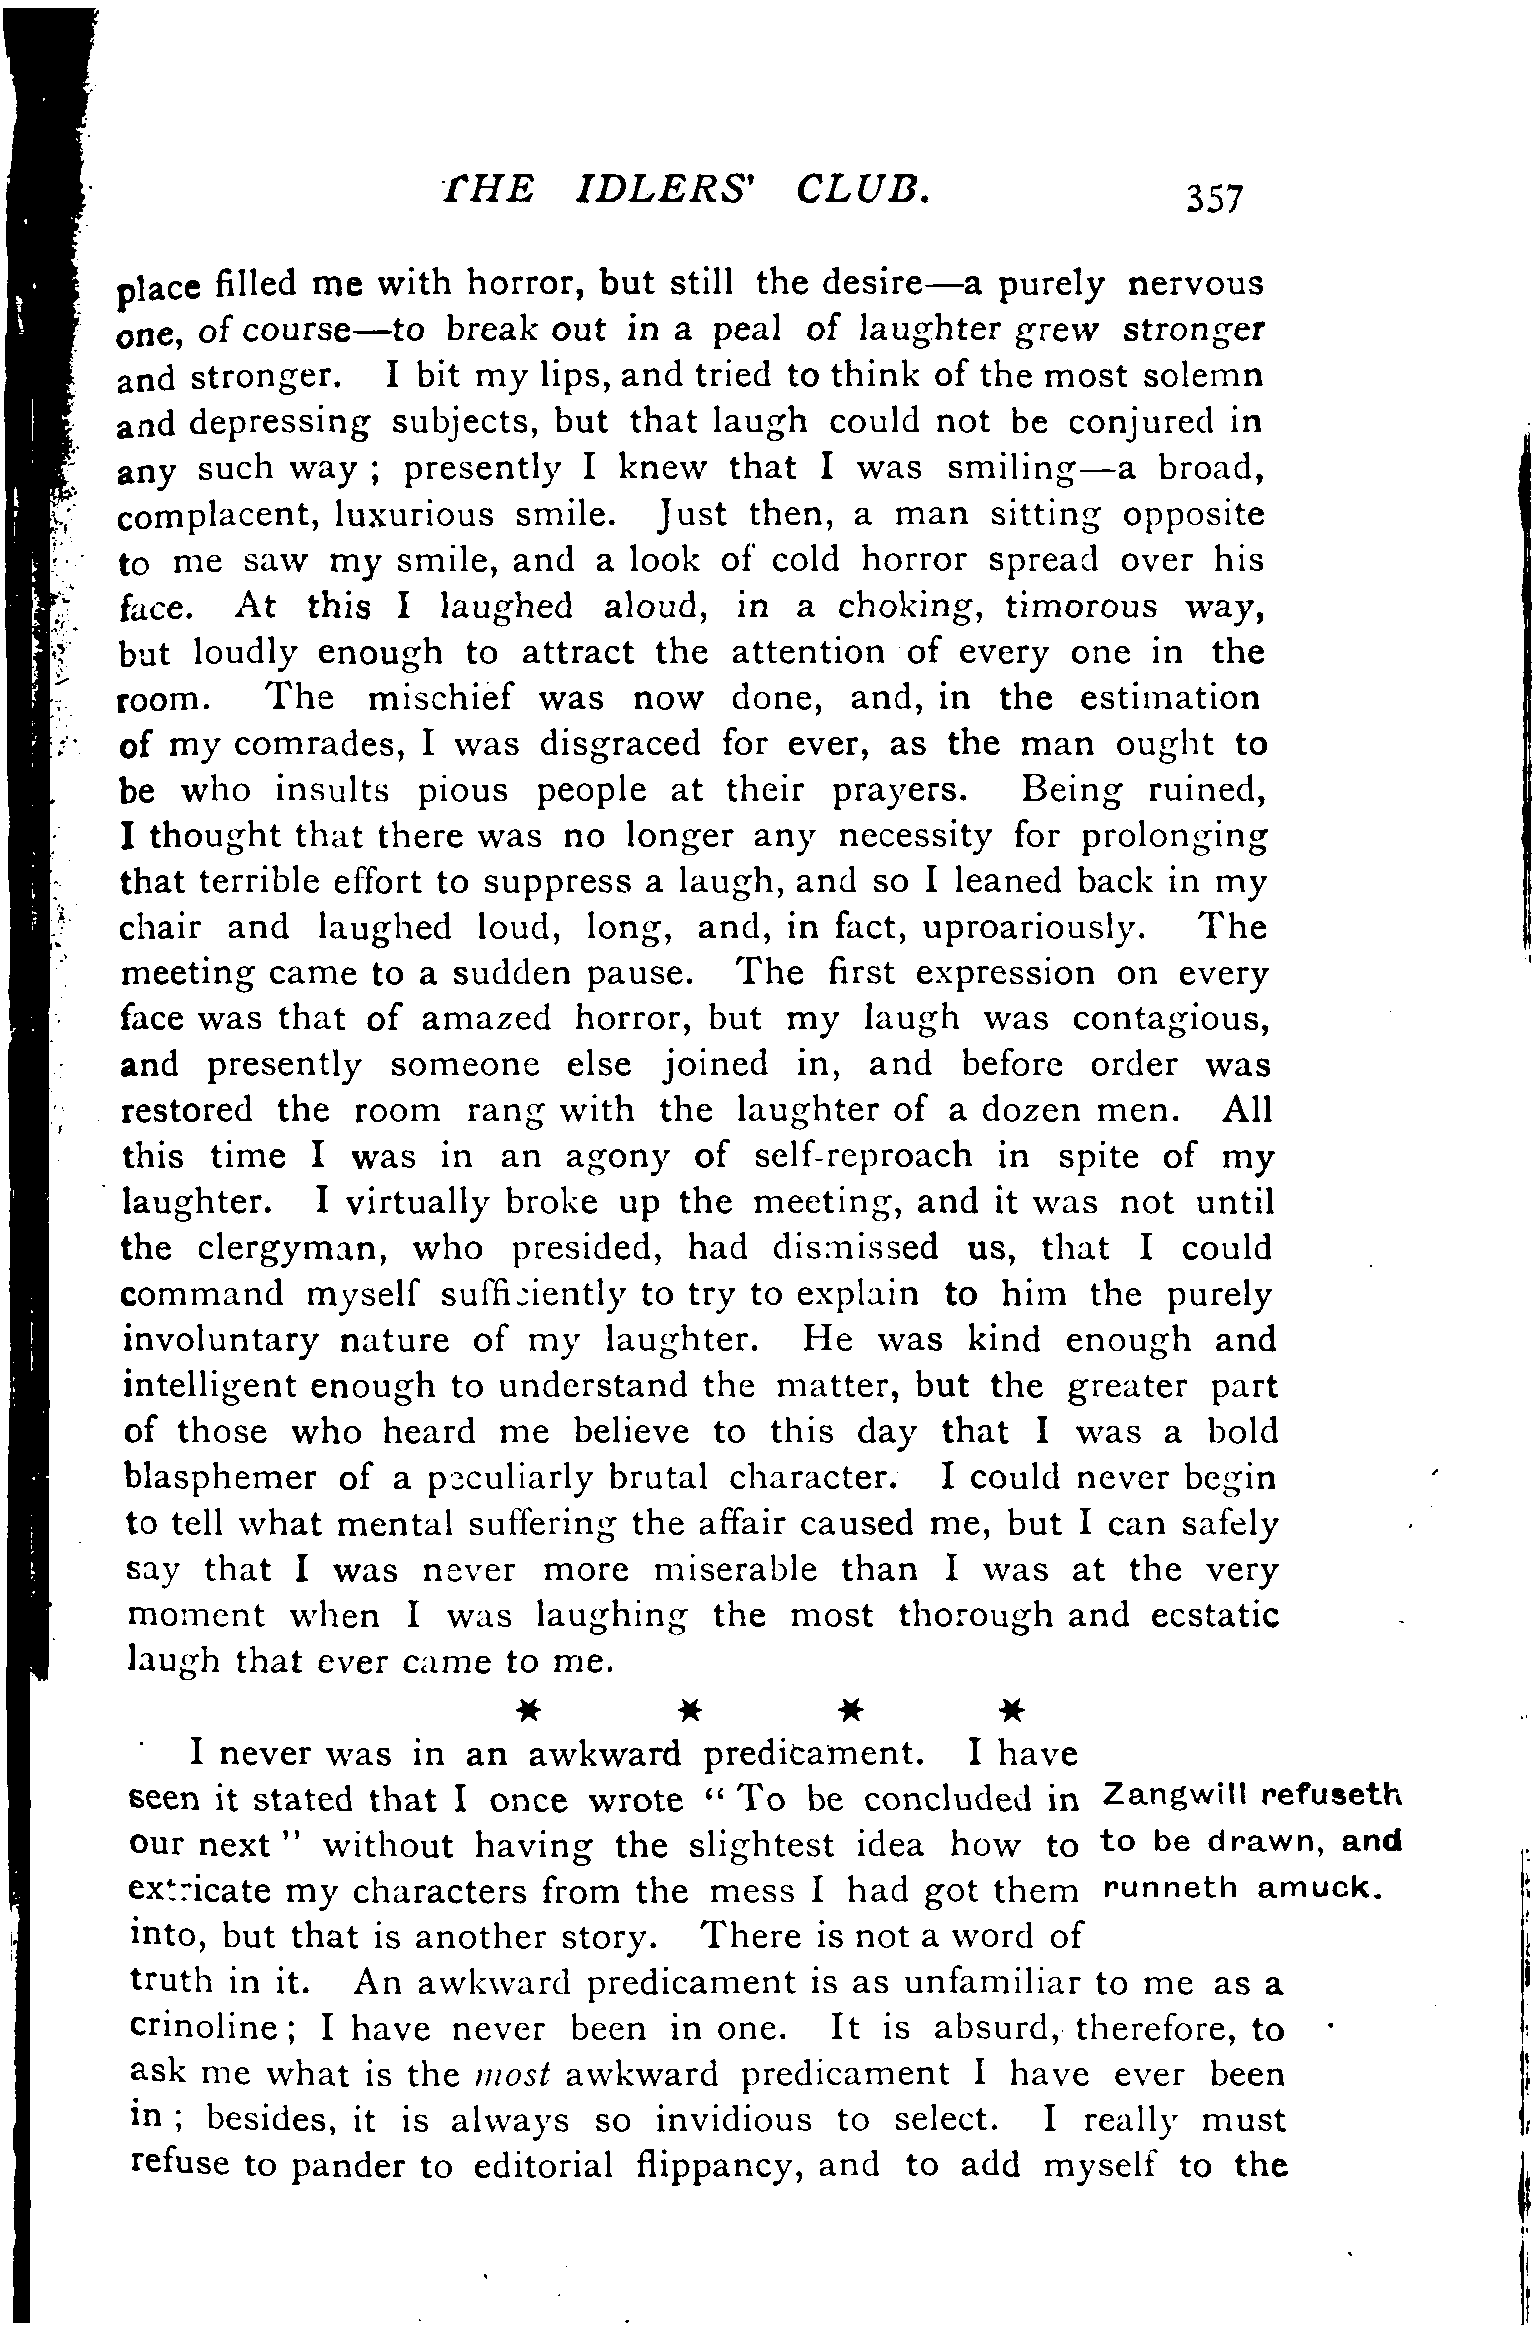 THE IDLERS' CLUB. 357
place filled me with horror, but still the desire—a purely nervous
one, of course—to break out in a peal of laughter grew stronger
and stronger. I bit my lips, and tried to think of the most solemn
and depressing subjects, but that laugh could not be conjured in
any such way ; presently I knew that I was smiling—a broad,
complacent, luxurious smile. Just then, a man sitting opposite
to me saw my smile, and a look of cold horror spread over his
face. At this I laughed aloud, in a choking, timorous way,
but loudly enough to attract the attention of every one in the
room. The mischief was now done, and, in the estimation
of my comrades, I was disgraced for ever, as the man ought to
be who insults pious people at their prayers. Being ruined,
I thought that there was no longer any necessity for prolonging
that terrible effort to suppress a laugh, and so I leaned back in my
chair and laughed loud, long, and, in fact, uproariously. The
meeting came to a sudden pause. The first expression on every
face was that of amazed horror, but my laugh was contagious,
and presently someone else joined in, and before order was
restored the room rang with the laughter of a dozen men. All
this time I was in an agony of self-reproach in spite of my
laughter. I virtually broke up the meeting, and it was not until
the clergyman, who presided, had dismissed us, that I could
command myself sufficiently to try to explain to him the purely
involuntary nature of my laughter. He was kind enough and
intelligent enough to understand the matter, but the greater part
of those who heard me believe to this day that I was a bold
blasphemer of a peculiarly brutal character. I could never begin
to tell what mental suffering the affair caused me, but I can safely
say that I was never more miserable than I was at the very
moment when I was laughing the most thorough and ecstatic
laugh that ever came to me.
* * * *
I never was in an awkward predicament. I have
seen it stated that I once wrote “ To be concluded in
our next ” without having the slightest idea how to
extricate my characters from the mess I had got them
into, but that is another story. There is not a word of
Zangwill refuseth
to be drawn, and
runneth amuck.
truth in it. An awkward predicament is as unfamiliar to me as a
crinoline ; I have never been in one. It is absurd, therefore, to
ask me what is the most awkward predicament I have ever been
in ; besides, it is always so invidious to select. I really must
refuse to pander to editorial flippancy, and to add myself to the